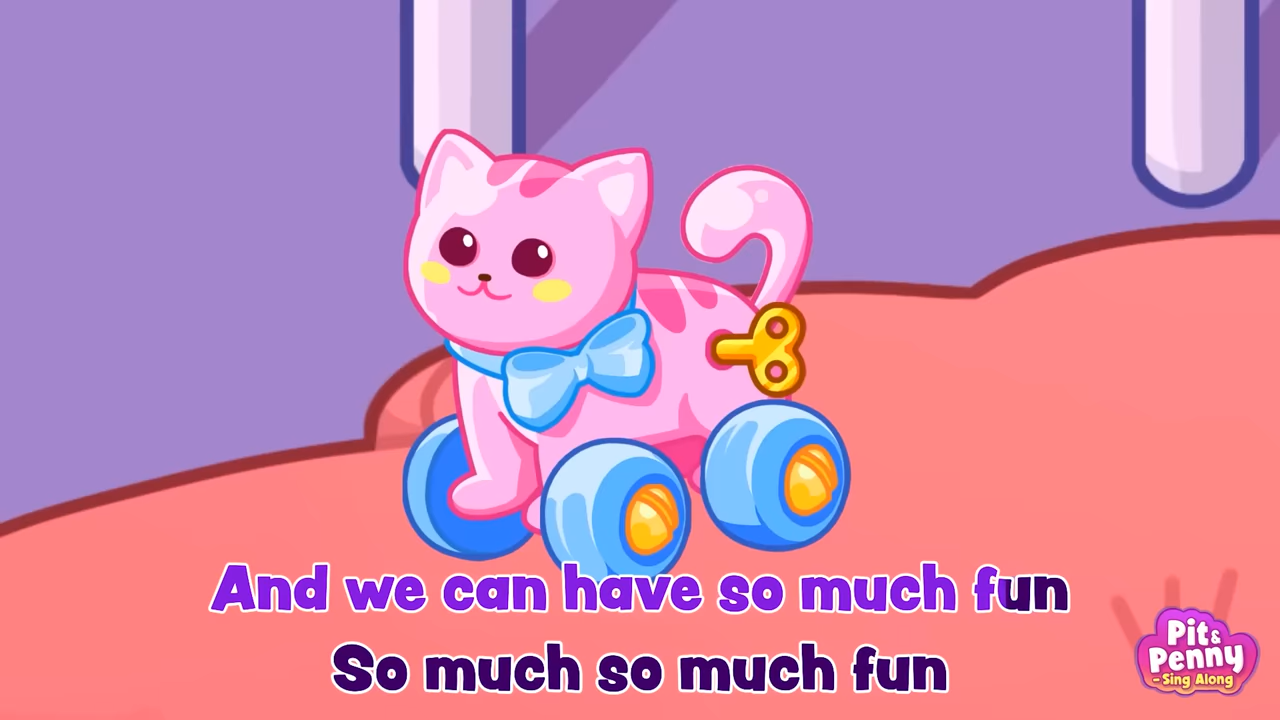 And we can have so much fun
So much so much fun
Pit &
Penny
- Sing Along